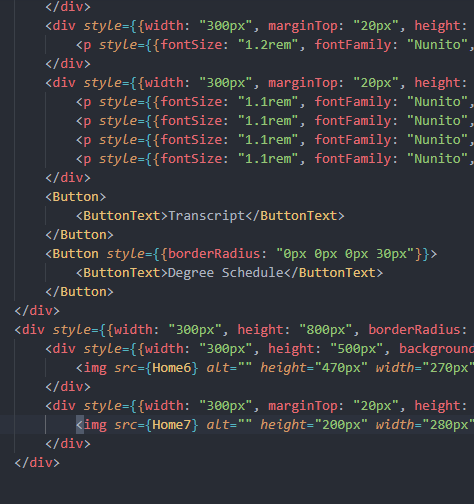 </div>
<div style={{width: "300px", marginTop: "20px", height:
<p style={{fontSize: "1.2rem", fontFamily: "Nunito",
</div>
<div style={{width: "300px", marginTop: "20px", height:
<p style={{fontSize: "1.1rem", fontFamily: "Nunito",
<p style={{fontSize: "1.1rem", fontFamily: "Nunito",
<p style={{fontSize: "1.1rem", fontFamily: "Nunito",
<p style={{fontSize: "1.1rem", fontFamily: "Nunito",
</div>
<Button>
<ButtonText>Transcript</ButtonText>
</Button>
<Button style={{borderRadius: "0px 0px 0px 30px"}}>
<ButtonText>Degree Schedule</ButtonText>
</Button>
</div>
<div style={{width: "300px", height: "800px", borderRadius:
<div style={{width: "300px", height: "500px", background
<img src={Home6} alt="" height="470px" width="270px"
</div>
<div style={{width: "300px", marginTop: "20px", height:
<img src={Home7} alt="" height="200px" width="280px"
</div>
</div>